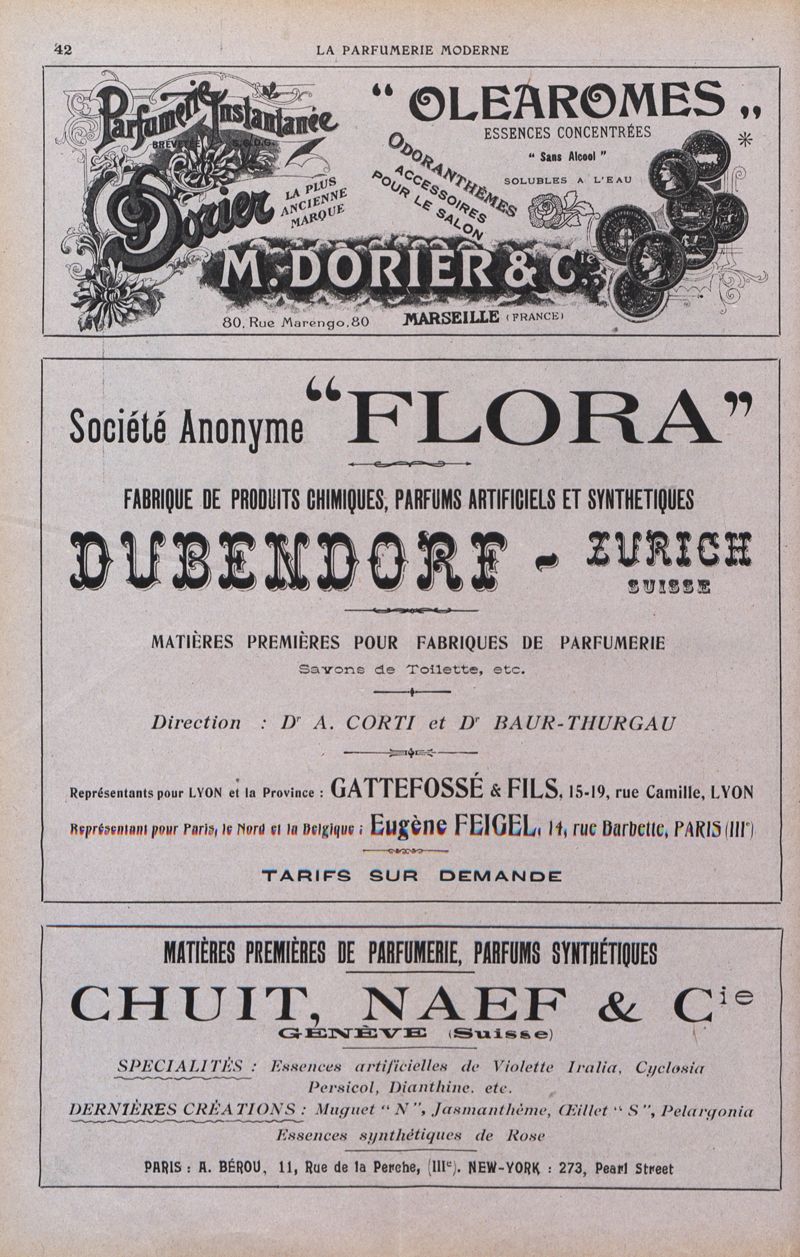 42
LA PARFUMERIE MODERNE
Parfumerie Instantanée
BREVETÉE S.G.D.G.
Dorier
LA PLUS
ANCIENNE
MARQUE
“ OLEAROMES „
ESSENCES CONCENTRÉES
“ Sans Alcool ”
SOLUBLES A L'EAU
ODORANTHÈMES
ACCESSOIRES
POUR LE SALON
*
M. DORIER & Cie
80, Rue Marengo, 80
MARSEILLE (FRANCE)
Société Anonyme “FLORA”
FABRIQUE DE PRODUITS CHIMIQUES, PARFUMS ARTIFICIELS ET SYNTHETIQUES
DUBENDORF - ZURICH
SUISSE
MATIÈRES PREMIÈRES POUR FABRIQUES DE PARFUMERIE
Savons de Toilette, etc.
Direction : Dr A. CORTI et Dr BAUR-THURGAU
Représentants pour LYON et la Province : GATTEFOSSÉ & FILS, 15-19, rue Camille, LYON
Représentant pour Paris, le Nord et la Belgique : Eugène FEIGEL, 14, rue Barbette, PARIS (IIIe)
TARIFS SUR DEMANDE
MATIÈRES PREMIÈRES DE PARFUMERIE, PARFUMS SYNTHÉTIQUES
CHUIT, NAEF & Cie
GENÈVE (Suisse)
SPECIALITÉS : Essences artificielles de Violette Iralia, Cyclosia
Persicol, Dianthine. etc.
DERNIÈRES CRÉATIONS : Muguet “ N ”, Jasmanthème, Œillet “ S ”, Pelargonia
Essences synthétiques de Rose
PARIS : A. BÉROU, 11, Rue de la Perche, (IIIe). NEW-YORK : 273, Pearl Street